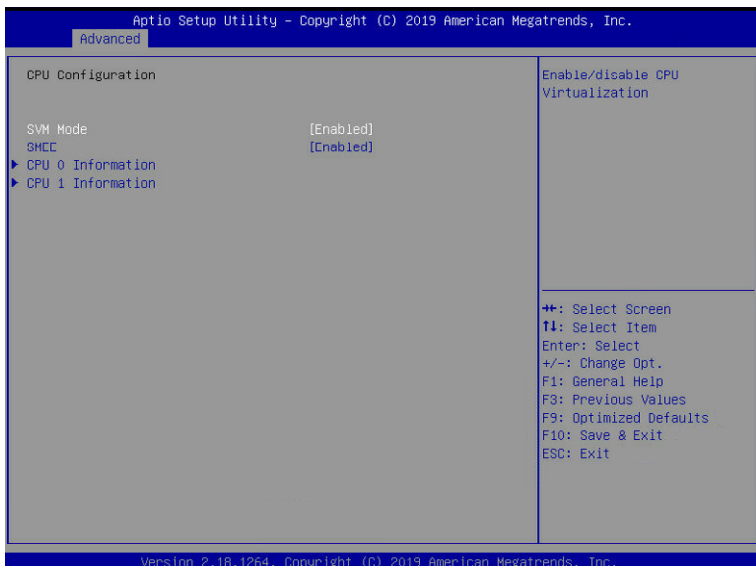 Aptio Setup Utility – Copyright (C) 2019 American Megatrends, Inc.
Advanced
CPU Configuration
SVM Mode [Enabled]
SMEE [Enabled]
CPU 0 Information
CPU 1 Information
Enable/disable CPU
Virtualization
→←: Select Screen
↑↓: Select Item
Enter: Select
+/-: Change Opt.
F1: General Help
F3: Previous Values
F9: Optimized Defaults
F10: Save & Exit
ESC: Exit
Version 2.18.1264. Copyright (C) 2019 American Megatrends, Inc.